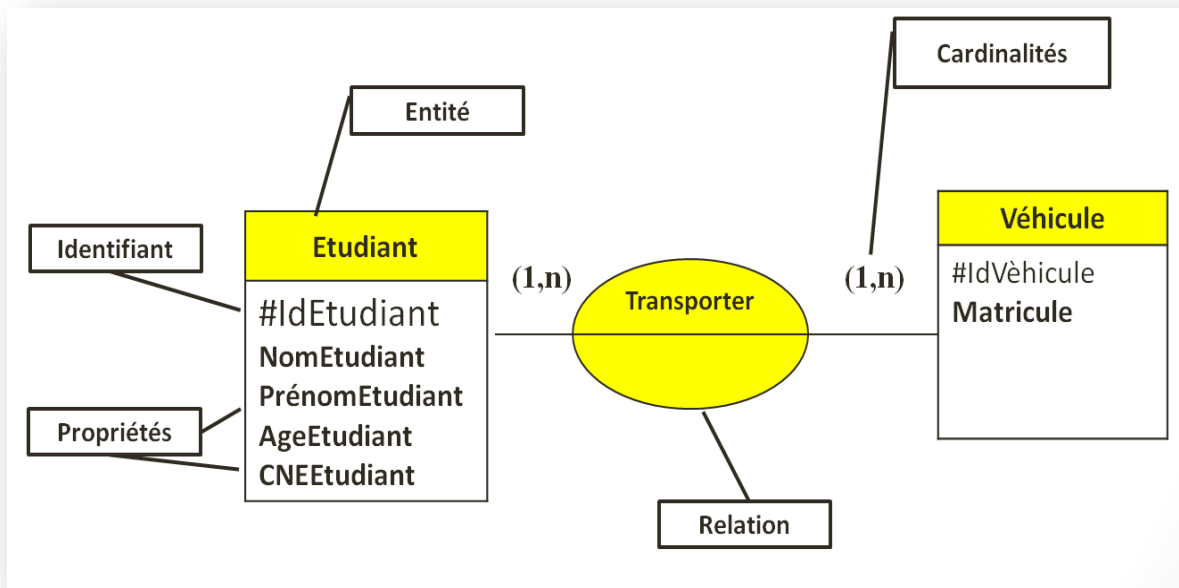 Cardinalités
Entité
Identifiant
Etudiant
#IdEtudiant
NomEtudiant
PrénomEtudiant
AgeEtudiant
CNEEtudiant
Propriétés
(1,n)
Transporter
(1,n)
Véhicule
#IdVèhicule
Matricule
Relation